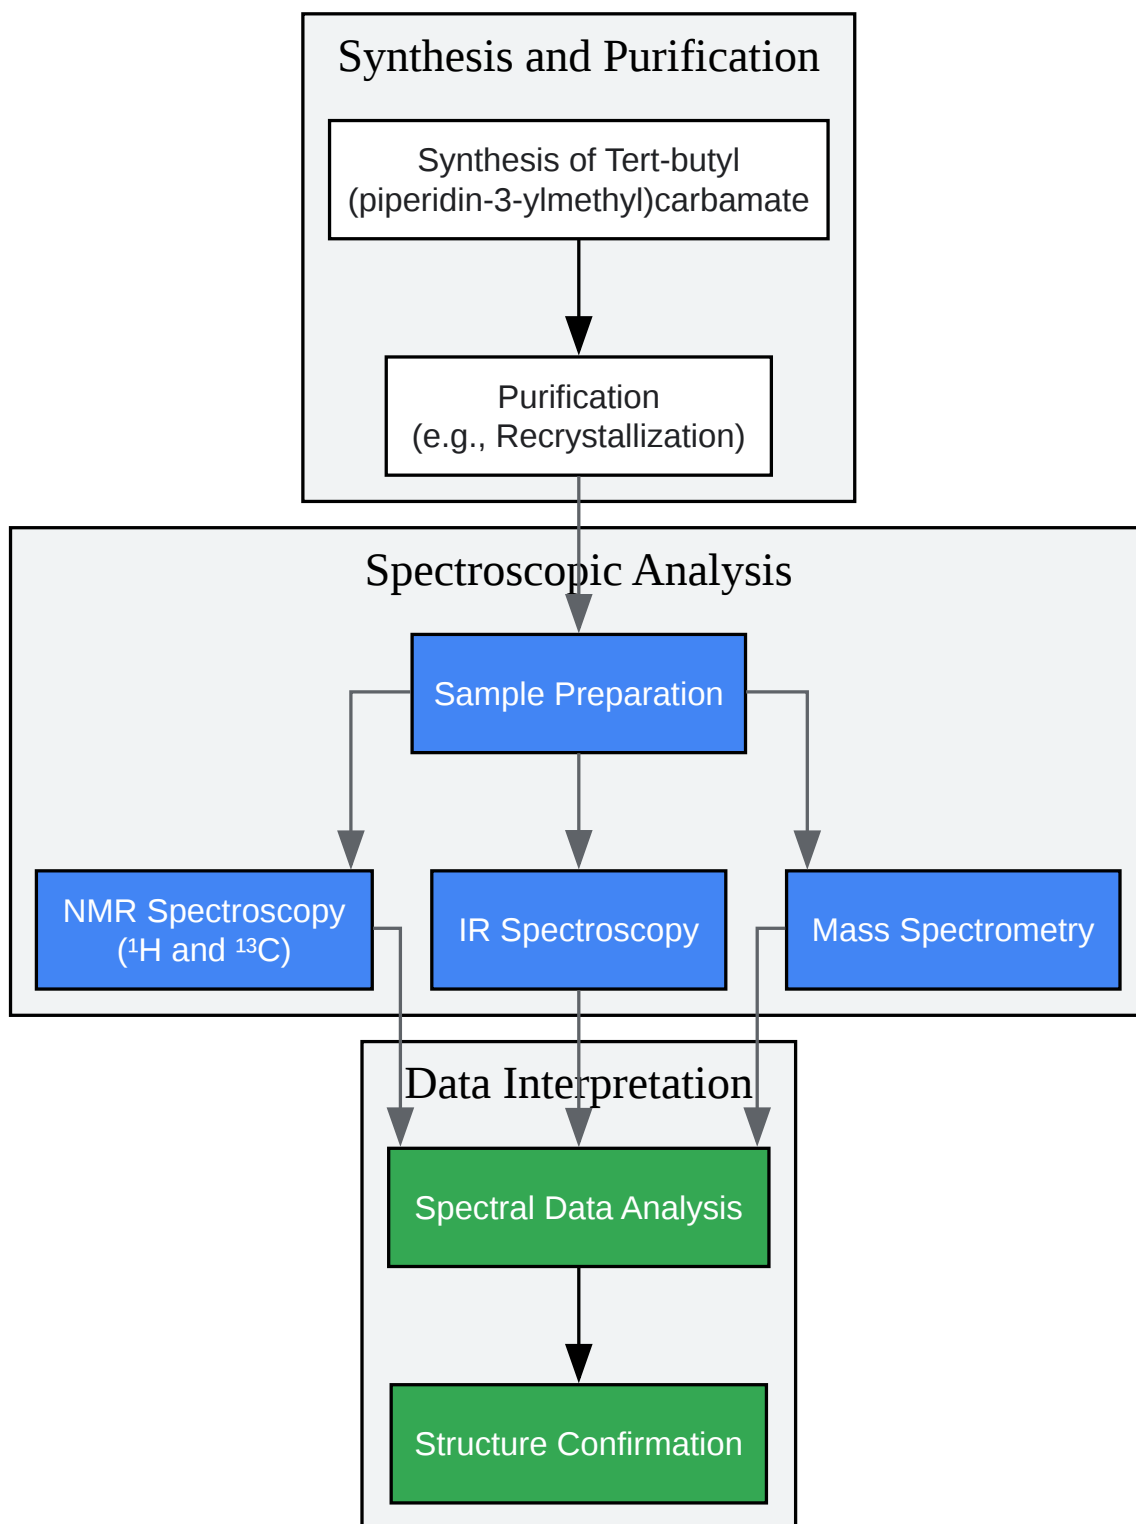 Synthesis and Purification
Synthesis of Tert-butyl
(piperidin-3-ylmethyl)carbamate
Purification
(e.g., Recrystallization)
Spectroscopic Analysis
Sample Preparation
NMR Spectroscopy
(¹H and ¹³C)
IR Spectroscopy
Mass Spectrometry
Data Interpretation
Spectral Data Analysis
Structure Confirmation